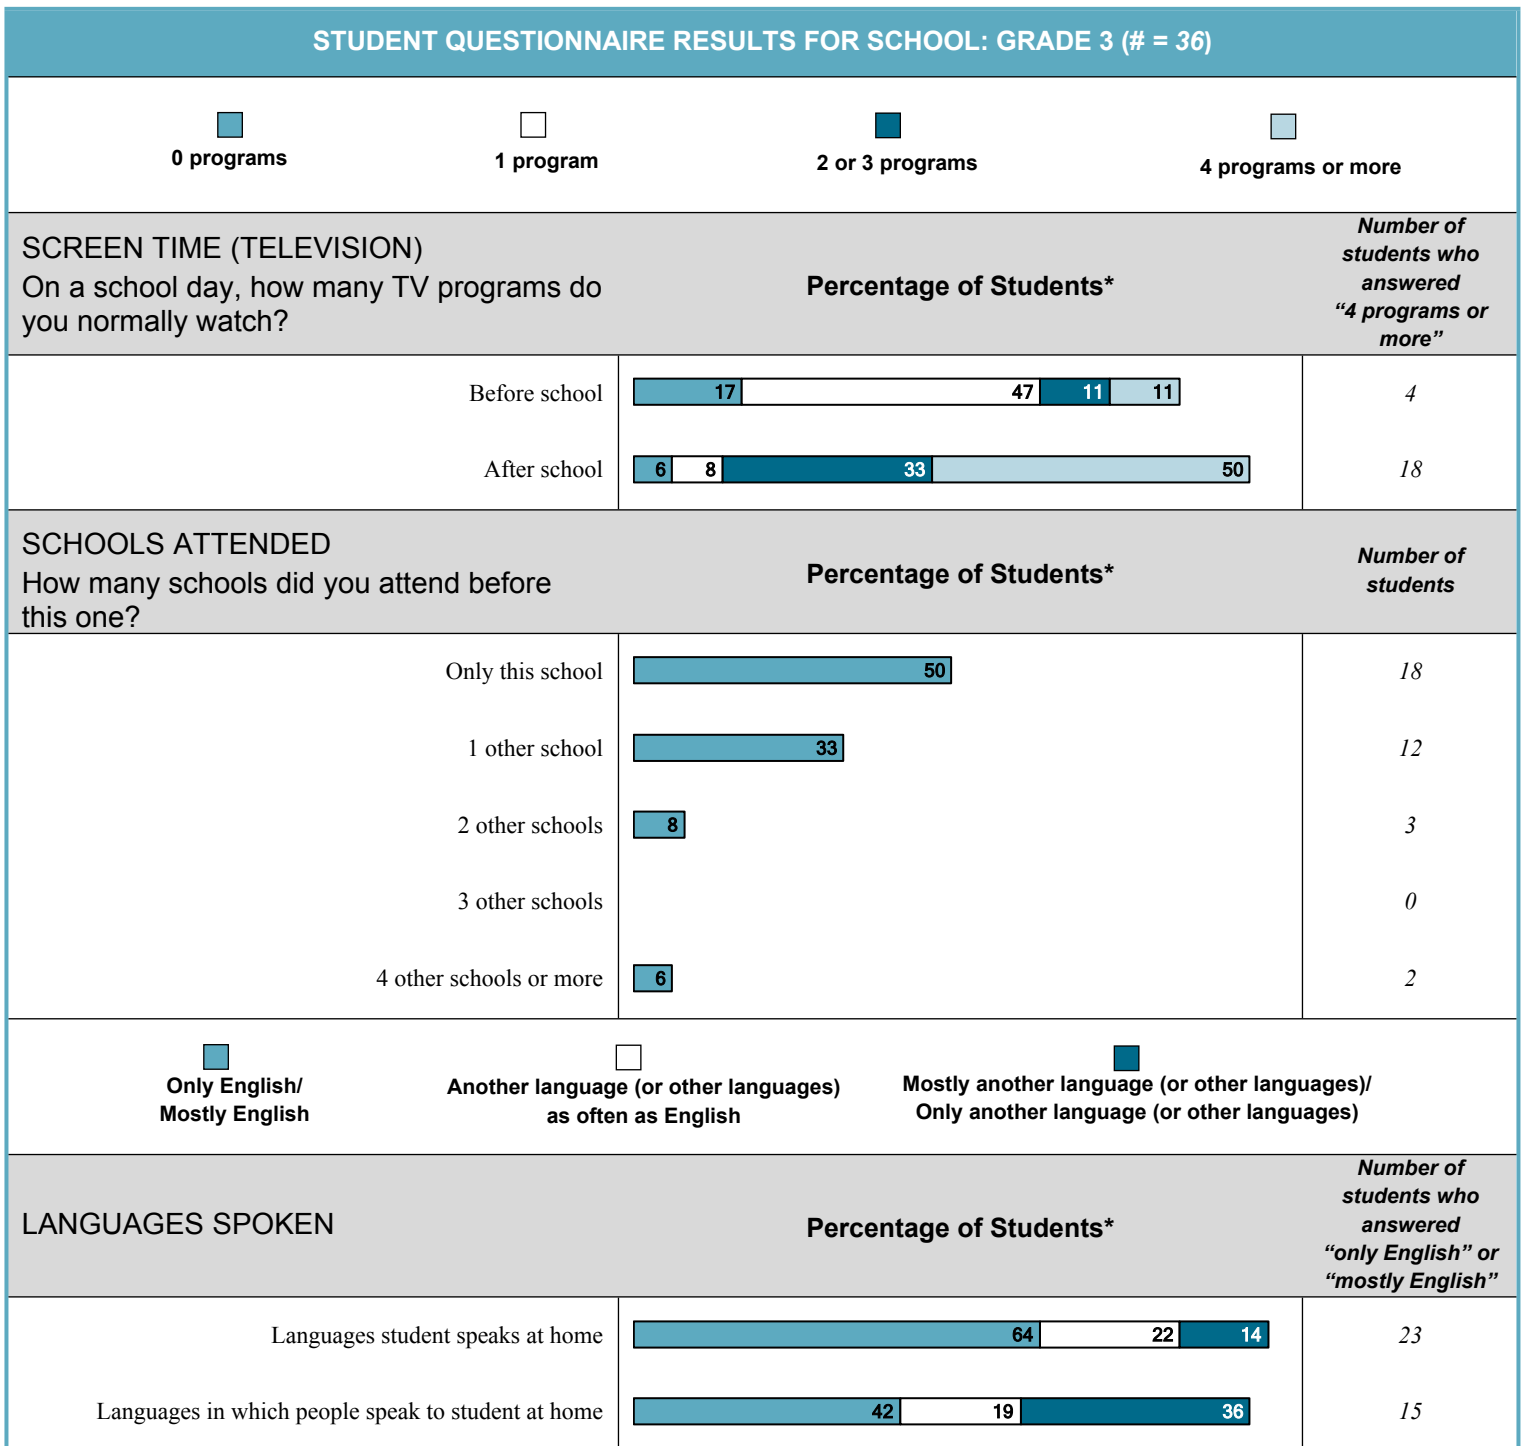 STUDENT QUESTIONNAIRE RESULTS FOR SCHOOL: GRADE 3 (# = 36)
0 programs
1 program
2 or 3 programs
4 programs or more
SCREEN TIME (TELEVISION)
On a school day, how many TV programs do
you normally watch?
Percentage of Students*
Number of
students who
answered
“4 programs or
more”
Before school
17 47 11 11
4
After school
6 8 33 50
18
SCHOOLS ATTENDED
How many schools did you attend before
this one?
Percentage of Students*
Number of
students
Only this school
50
18
1 other school
33
12
2 other schools
8
3
3 other schools
0
4 other schools or more
6
2
Only English/
Mostly English
Another language (or other languages)
as often as English
Mostly another language (or other languages)/
Only another language (or other languages)
LANGUAGES SPOKEN
Percentage of Students*
Number of
students who
answered
“only English” or
“mostly English”
Languages student speaks at home
64 22 14
23
Languages in which people speak to student at home
42 19 36
15